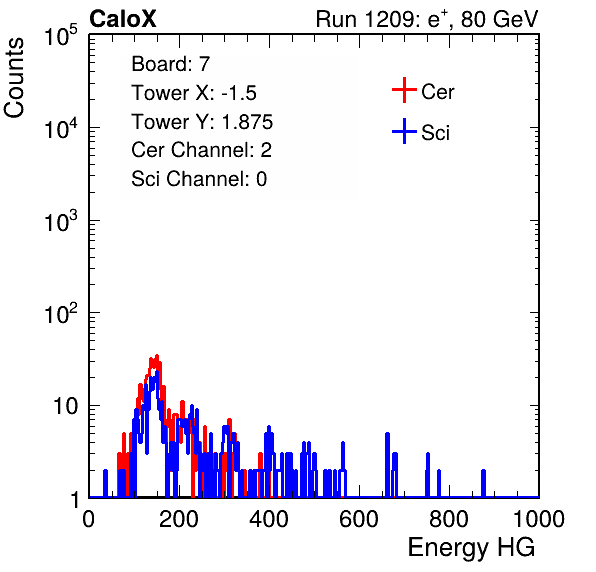 CaloX
Run 1209: e⁺, 80 GeV
Counts
10⁵
10⁴
10³
10²
10
1
Board: 7
Tower X: -1.5
Tower Y: 1.875
Cer Channel: 2
Sci Channel: 0
Cer
Sci
0 200 400 600 800 1000
Energy HG